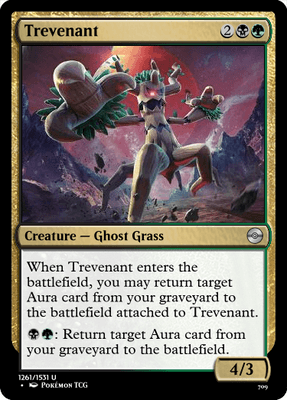 Trevenant 2
Creature — Ghost Grass
When Trevenant enters the
battlefield, you may return target
Aura card from your graveyard to
the battlefield attached to Trevenant.
: Return target Aura card from
your graveyard to the battlefield.
4/3
1261/1531 U
• POKÉMON TCG